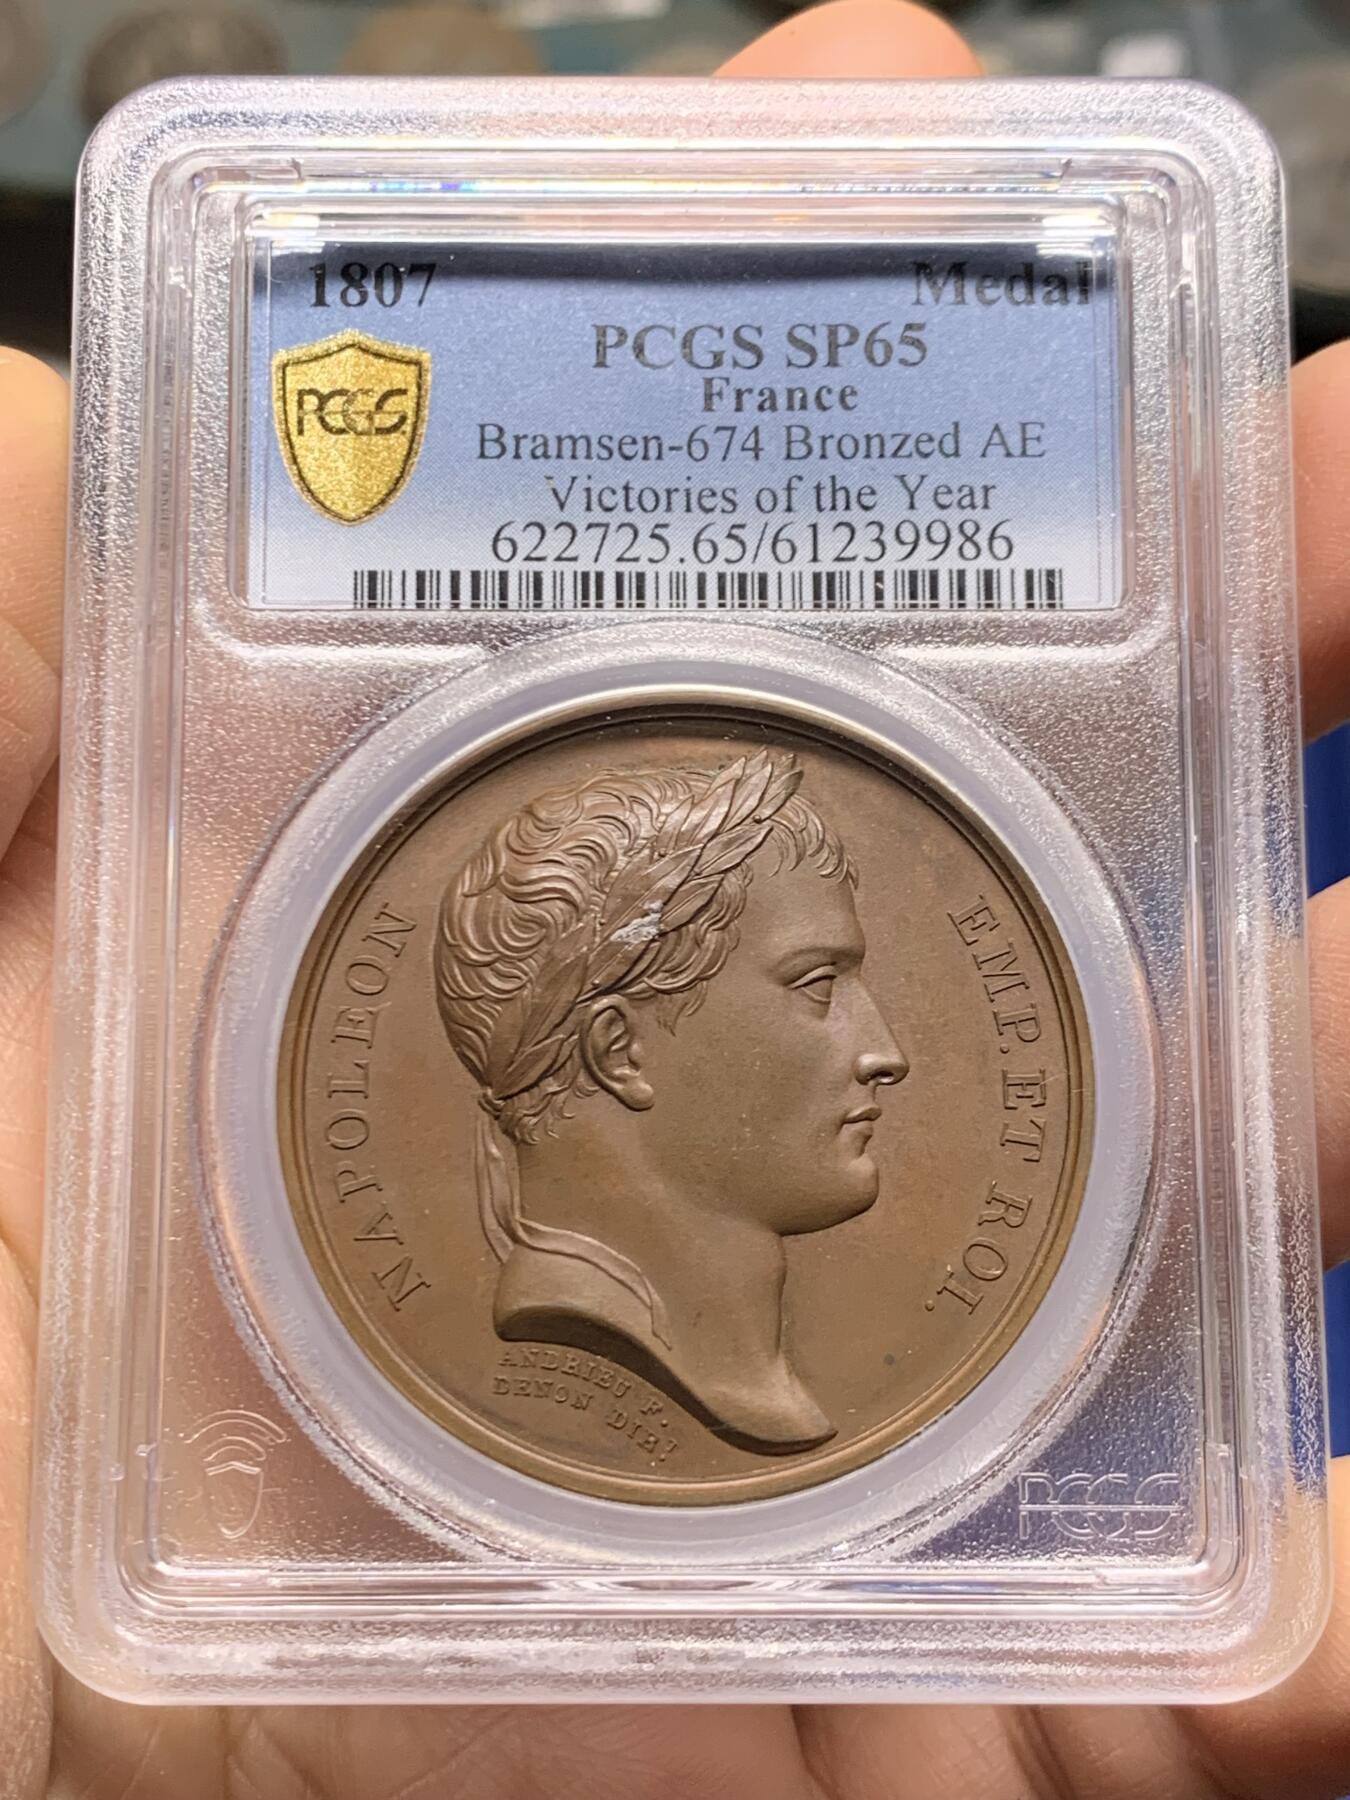 1807 Medal
PCGS SP65
France
PCGS
Bramsen-674 Bronzed AE
Victories of the Year
622725.65/61239986
NAPOLEON
EMP. ET ROI.
ANDRIEU F.
DENON DIR^T
PCGS